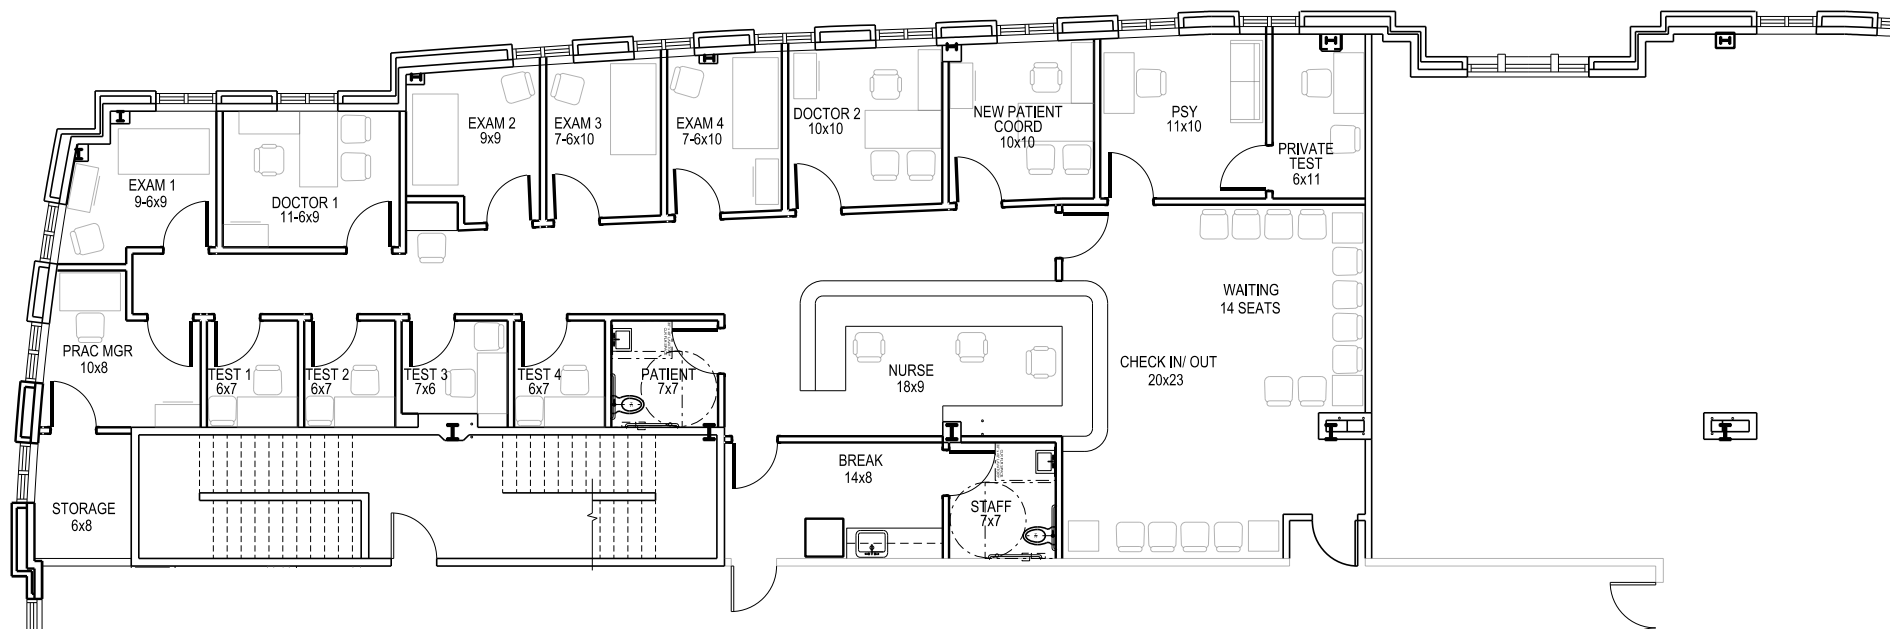 EXAM 1
9-6x9
DOCTOR 1
11-6x9
EXAM 2
9x9
EXAM 3
7-6x10
EXAM 4
7-6x10
DOCTOR 2
10x10
NEW PATIENT
COORD
10x10
PSY
11x10
PRIVATE
TEST
6x11
WAITING
14 SEATS
CHECK IN/ OUT
20x23
NURSE
18x9
PRAC MGR
10x8
TEST 1
6x7
TEST 2
6x7
TEST 3
7x6
TEST 4
6x7
PATIENT
7x7
BREAK
14x8
STAFF
7x7
STORAGE
6x8